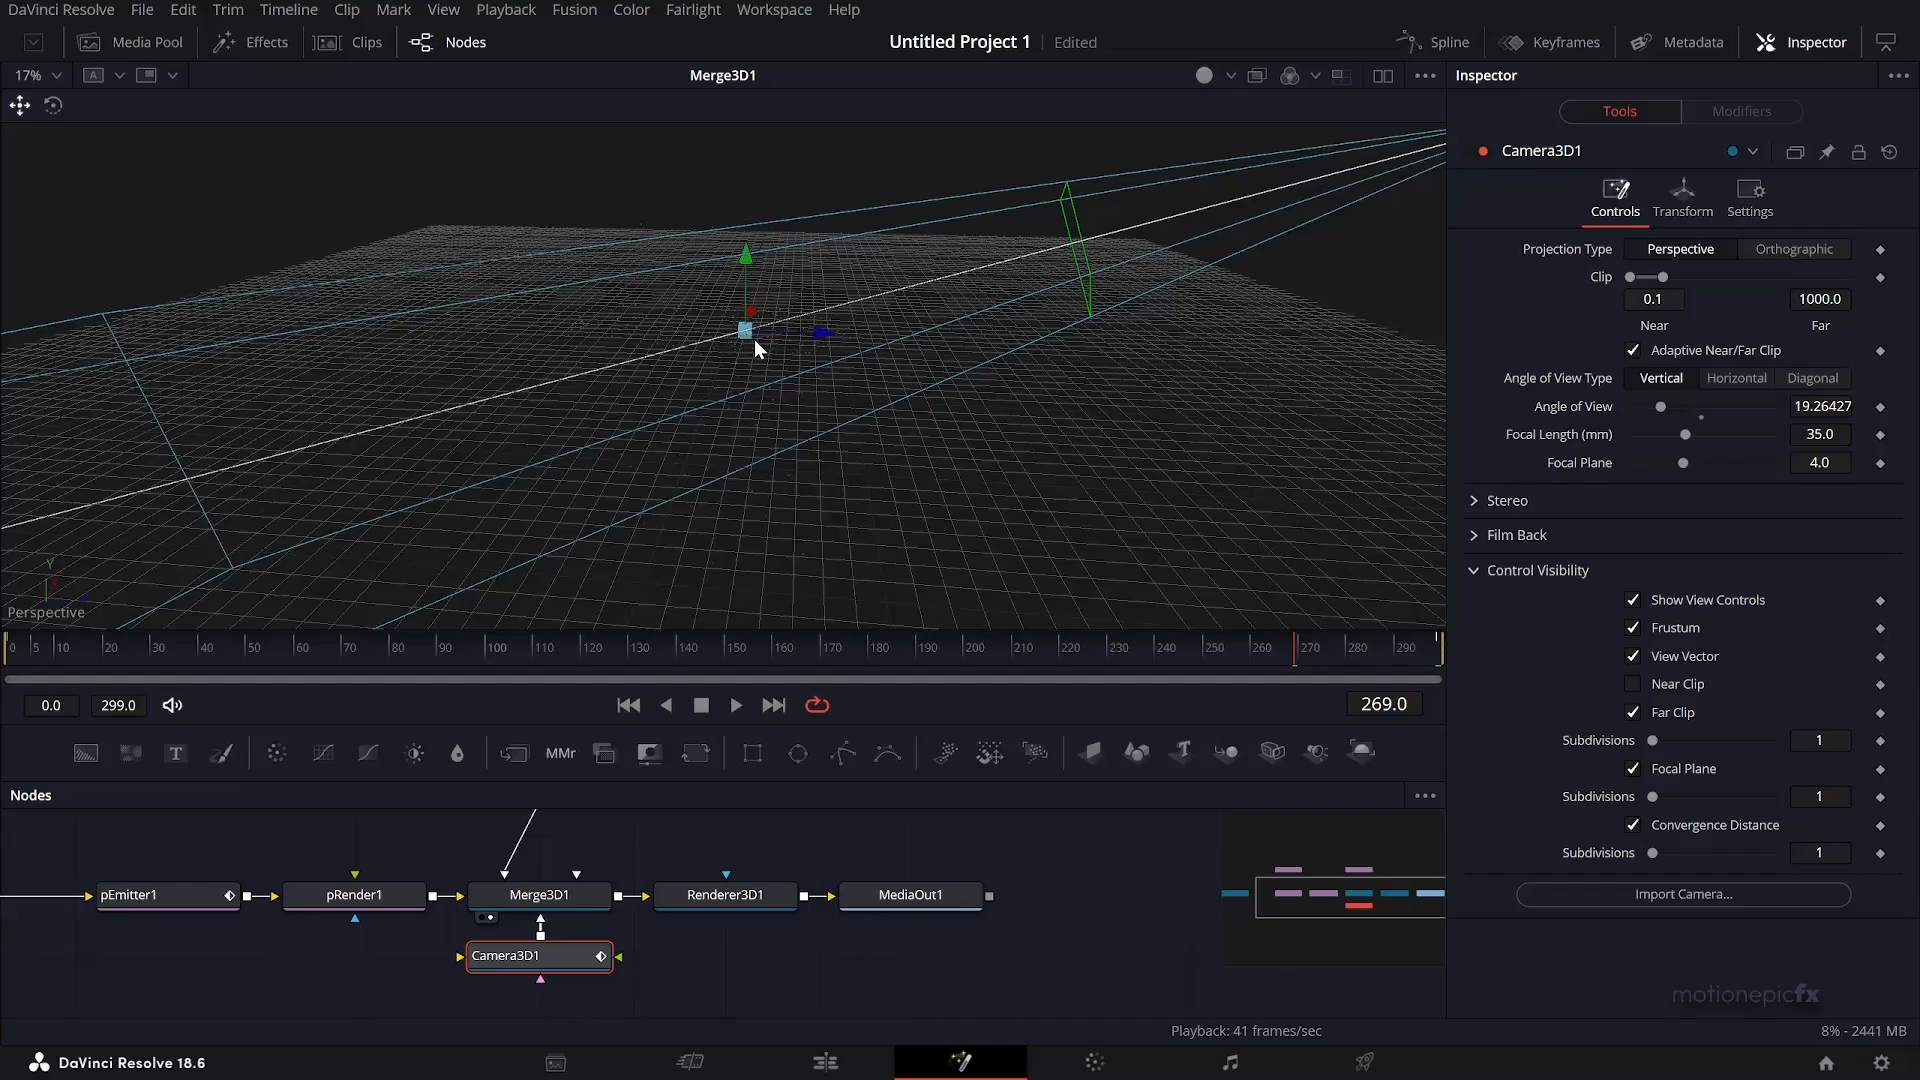 DaVinci Resolve File Edit Trim Timeline Clip Mark View Playback Fusion Color Fairlight Workspace Help
Media Pool Effects Clips Nodes Untitled Project 1 Edited Spline Keyframes Metadata Inspector
17% A Merge3D1 Inspector
Tools Modifiers
Camera3D1
Controls Transform Settings
Projection Type Perspective Orthographic
Clip
0.1 1000.0
Near Far
Adaptive Near/Far Clip
Angle of View Type Vertical Horizontal Diagonal
Angle of View 19.26427
Focal Length (mm) 35.0
Focal Plane 4.0
Stereo
Film Back
Control Visibility
Show View Controls
Frustum
View Vector
Near Clip
Far Clip
Subdivisions 1
Focal Plane
Subdivisions 1
Convergence Distance
Subdivisions 1
Import Camera...
Y
Perspective
0 5 10 20 30 40 50 60 70 80 90 100 110 120 130 140 150 160 170 180 190 200 210 220 230 240 250 260 270 280 290
0.0 299.0 269.0
T MMr T
Nodes
pEmitter1 pRender1 Merge3D1 Renderer3D1 MediaOut1
Camera3D1
motionepicfx
Playback: 41 frames/sec 8% - 2441 MB
DaVinci Resolve 18.6